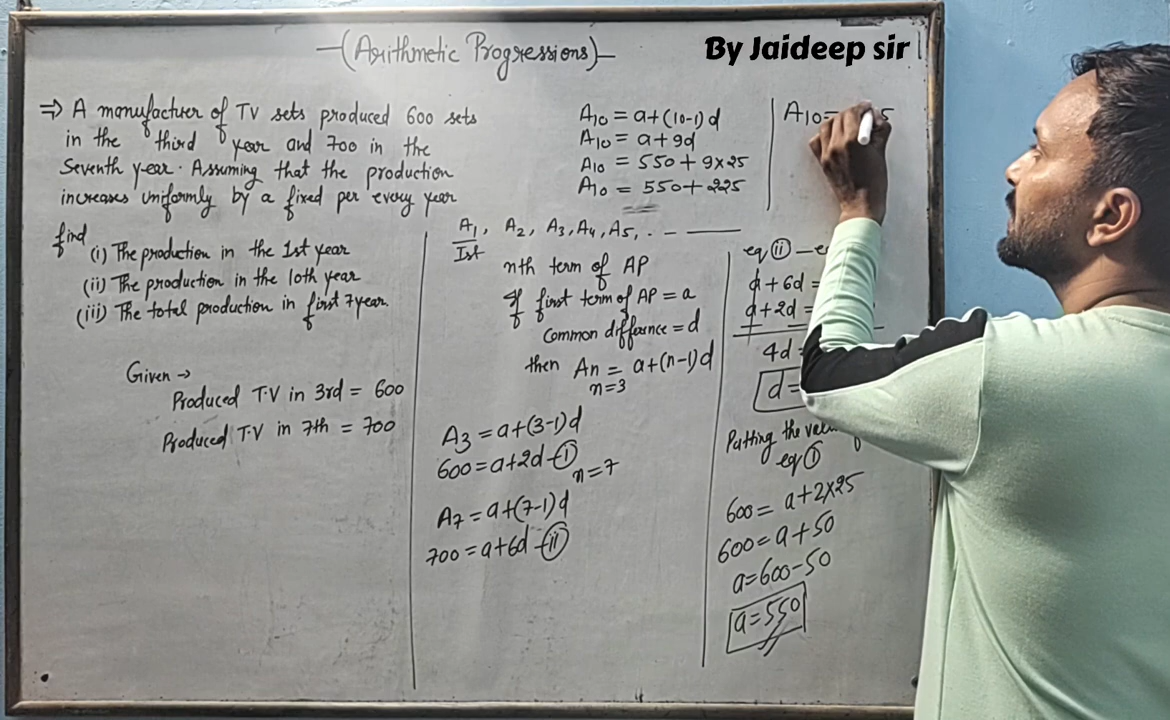 (Arithmetic Progressions)
By Jaideep sir
⇒ A manufactuer of TV sets produced 600 sets
in the third year and 700 in the
Seventh year. Assuming that the production
increases uniformly by a fixed per every year
find
(i) The production in the 1st year
(ii) The production in the 10th year
(iii) The total production in first 7 year.
Given →
Produced T.V in 3rd = 600
Produced T.V in 7th = 700
A10 = a+(10-1)d
A10 = a+9d
A10 = 550+9×25
A10 = 550+225
A1, A2, A3, A4, A5, . - ——
Ist
nth term of AP
If first term of AP = a
Common differnce = d
then An = a+(n-1)d
n=3
A3 = a+(3-1)d
600 = a+2d -(i)
n=7
A7 = a+(7-1)d
700 = a+6d -(ii)
A10=
5
eq (ii) -
a+6d =
a+2d =
4d =
d=
Putting the
eq (i)
600 = a+2×25
600 = a+50
a=600-50
a=550